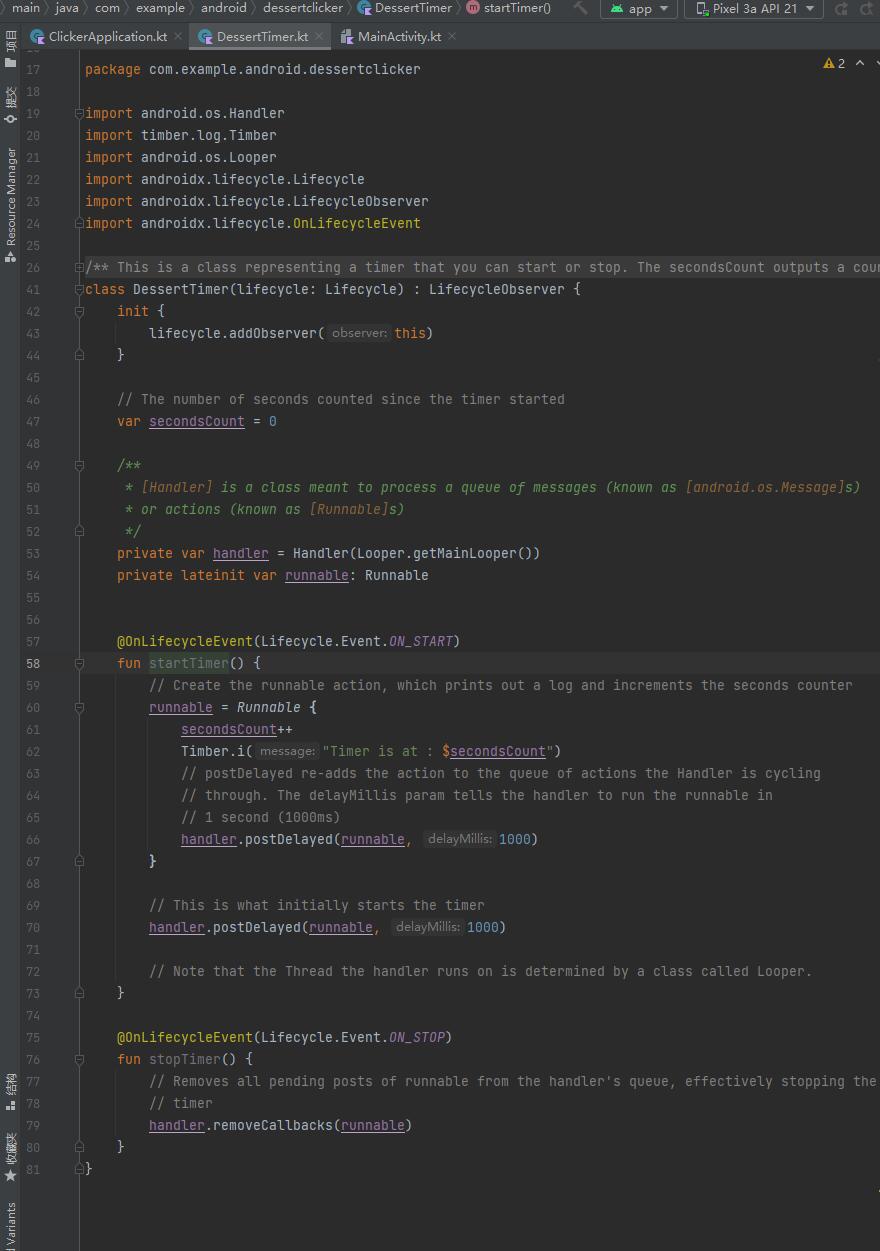 main > java > com > example > android > dessertclicker > DessertTimer > startTimer() app Pixel 3a API 21
ClickerApplication.kt DessertTimer.kt MainActivity.kt
项目
提交
Resource Manager
结构
收藏夹
Variants
2
17 package com.example.android.dessertclicker
18
19 import android.os.Handler
20 import timber.log.Timber
21 import android.os.Looper
22 import androidx.lifecycle.Lifecycle
23 import androidx.lifecycle.LifecycleObserver
24 import androidx.lifecycle.OnLifecycleEvent
25
26 /** This is a class representing a timer that you can start or stop. The secondsCount outputs a cou
41 class DessertTimer(lifecycle: Lifecycle) : LifecycleObserver {
42 init {
43 lifecycle.addObserver( observer: this)
44 }
45
46 // The number of seconds counted since the timer started
47 var secondsCount = 0
48
49 /**
50 * [Handler] is a class meant to process a queue of messages (known as [android.os.Message]s)
51 * or actions (known as [Runnable]s)
52 */
53 private var handler = Handler(Looper.getMainLooper())
54 private lateinit var runnable: Runnable
55
56
57 @OnLifecycleEvent(Lifecycle.Event.ON_START)
58 fun startTimer() {
59 // Create the runnable action, which prints out a log and increments the seconds counter
60 runnable = Runnable {
61 secondsCount++
62 Timber.i( message: "Timer is at : $secondsCount")
63 // postDelayed re-adds the action to the queue of actions the Handler is cycling
64 // through. The delayMillis param tells the handler to run the runnable in
65 // 1 second (1000ms)
66 handler.postDelayed(runnable, delayMillis: 1000)
67 }
68
69 // This is what initially starts the timer
70 handler.postDelayed(runnable, delayMillis: 1000)
71
72 // Note that the Thread the handler runs on is determined by a class called Looper.
73 }
74
75 @OnLifecycleEvent(Lifecycle.Event.ON_STOP)
76 fun stopTimer() {
77 // Removes all pending posts of runnable from the handler's queue, effectively stopping the
78 // timer
79 handler.removeCallbacks(runnable)
80 }
81 }